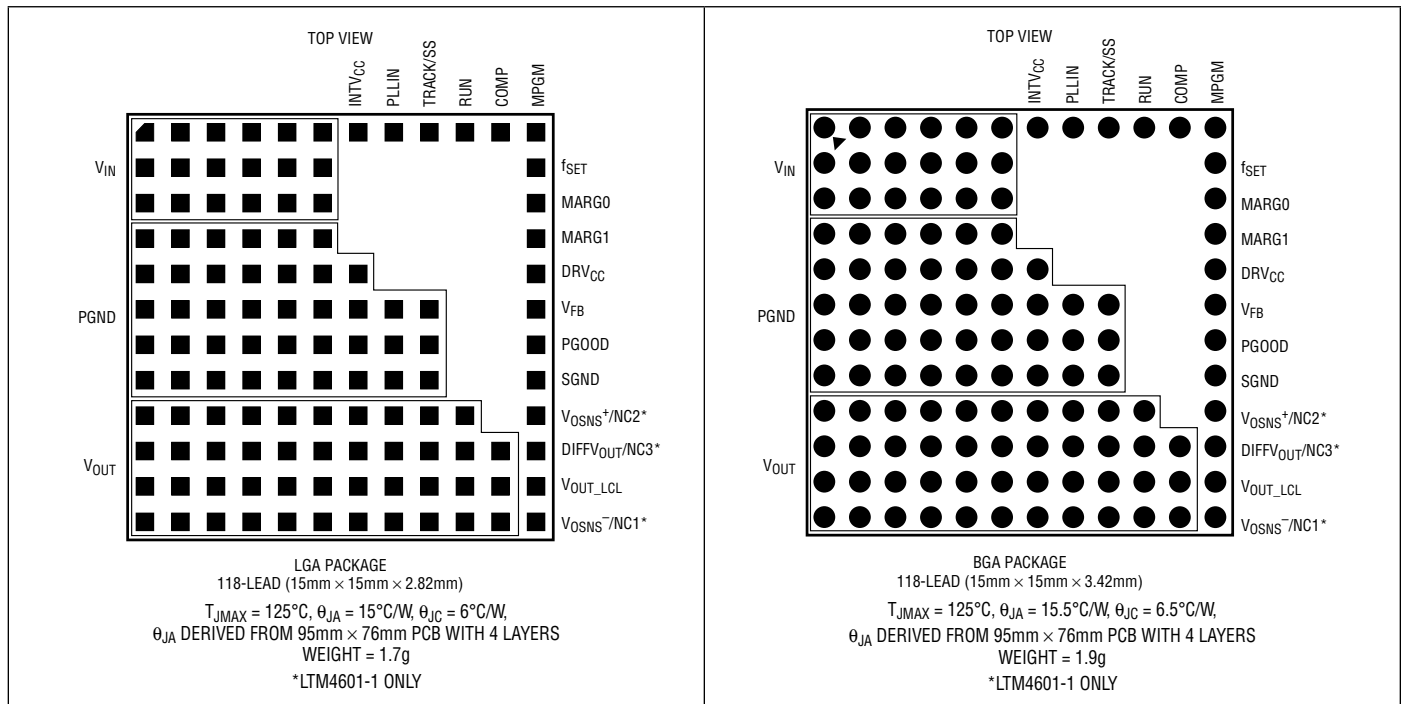 TOP VIEW
INTVCC
PLLIN
TRACK/SS
RUN
COMP
MPGM
VIN
fSET
MARG0
MARG1
DRVCC
PGND
VFB
PGOOD
SGND
VOSNS+/NC2*
DIFFVOUT/NC3*
VOUT
VOUT_LCL
VOSNS–/NC1*
LGA PACKAGE
118-LEAD (15mm × 15mm × 2.82mm)
TJMAX = 125°C, θJA = 15°C/W, θJC = 6°C/W,
θJA DERIVED FROM 95mm × 76mm PCB WITH 4 LAYERS
WEIGHT = 1.7g
*LTM4601-1 ONLY
TOP VIEW
INTVCC
PLLIN
TRACK/SS
RUN
COMP
MPGM
VIN
fSET
MARG0
MARG1
DRVCC
PGND
VFB
PGOOD
SGND
VOSNS+/NC2*
DIFFVOUT/NC3*
VOUT
VOUT_LCL
VOSNS–/NC1*
BGA PACKAGE
118-LEAD (15mm × 15mm × 3.42mm)
TJMAX = 125°C, θJA = 15.5°C/W, θJC = 6.5°C/W,
θJA DERIVED FROM 95mm × 76mm PCB WITH 4 LAYERS
WEIGHT = 1.9g
*LTM4601-1 ONLY